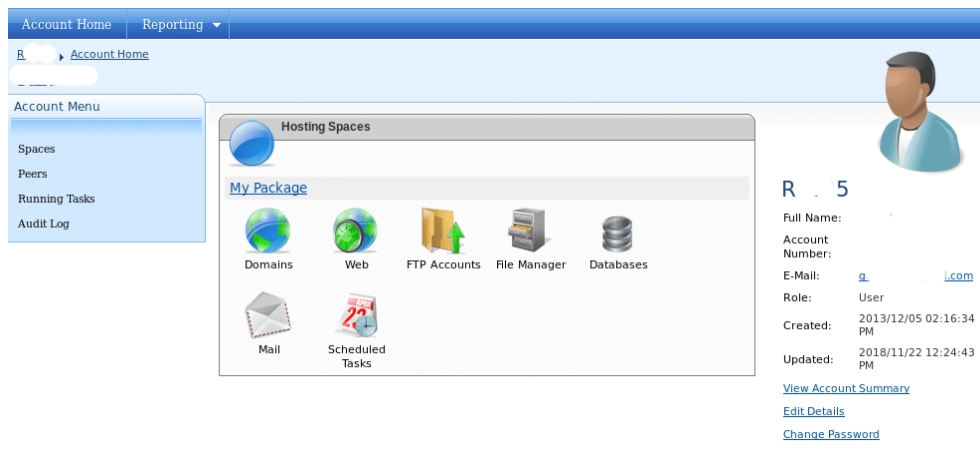 Account Home Reporting
R Account Home
Account Menu
Spaces
Peers
Running Tasks
Audit Log
Hosting Spaces
My Package
Domains Web FTP Accounts File Manager Databases
Mail Scheduled
Tasks
R 5
Full Name:
Account
Number:
E-Mail: g .com
Role: User
Created: 2013/12/05 02:16:34
PM
Updated: 2018/11/22 12:24:43
PM
View Account Summary
Edit Details
Change Password